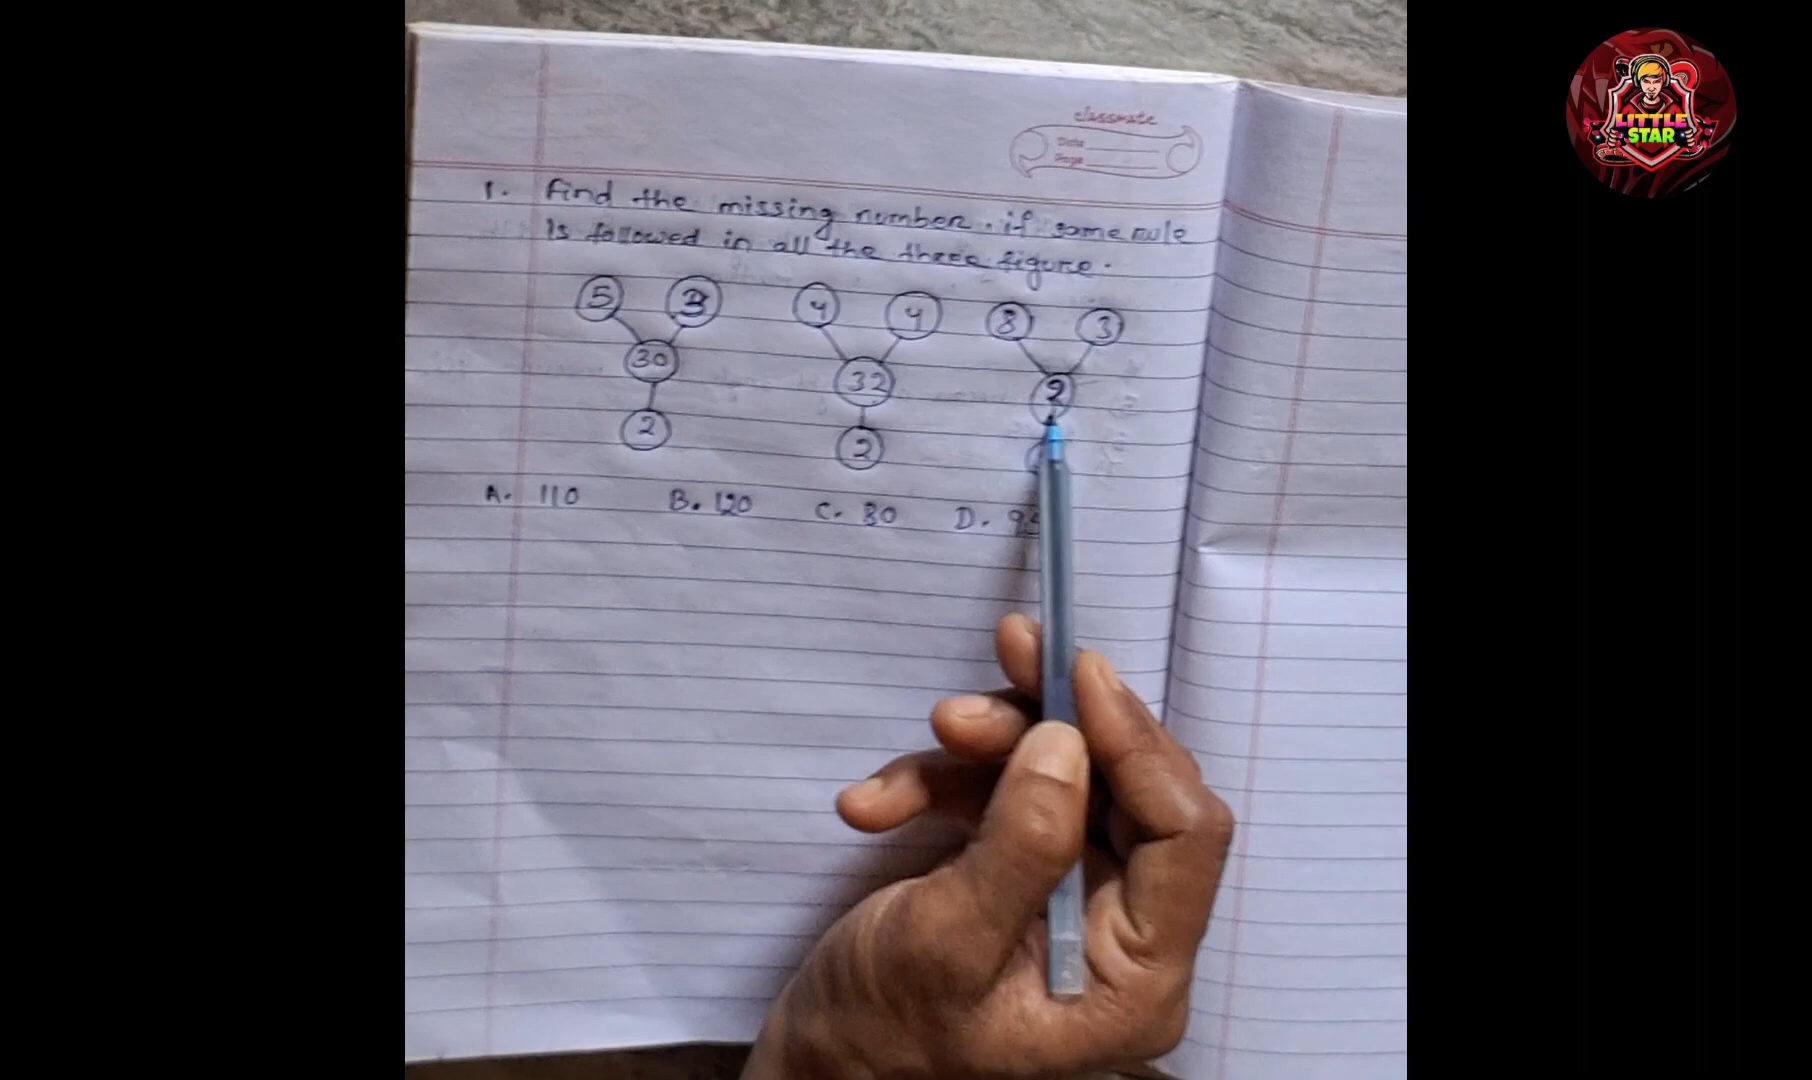 classmate
Date
Page
1. Find the missing number. if same rule
Is followed in all the three figure.
5 3 4 4 8 3
30 32 ?
2 2
A. 110 B. 120 C. 80 D.
LITTLE
STAR